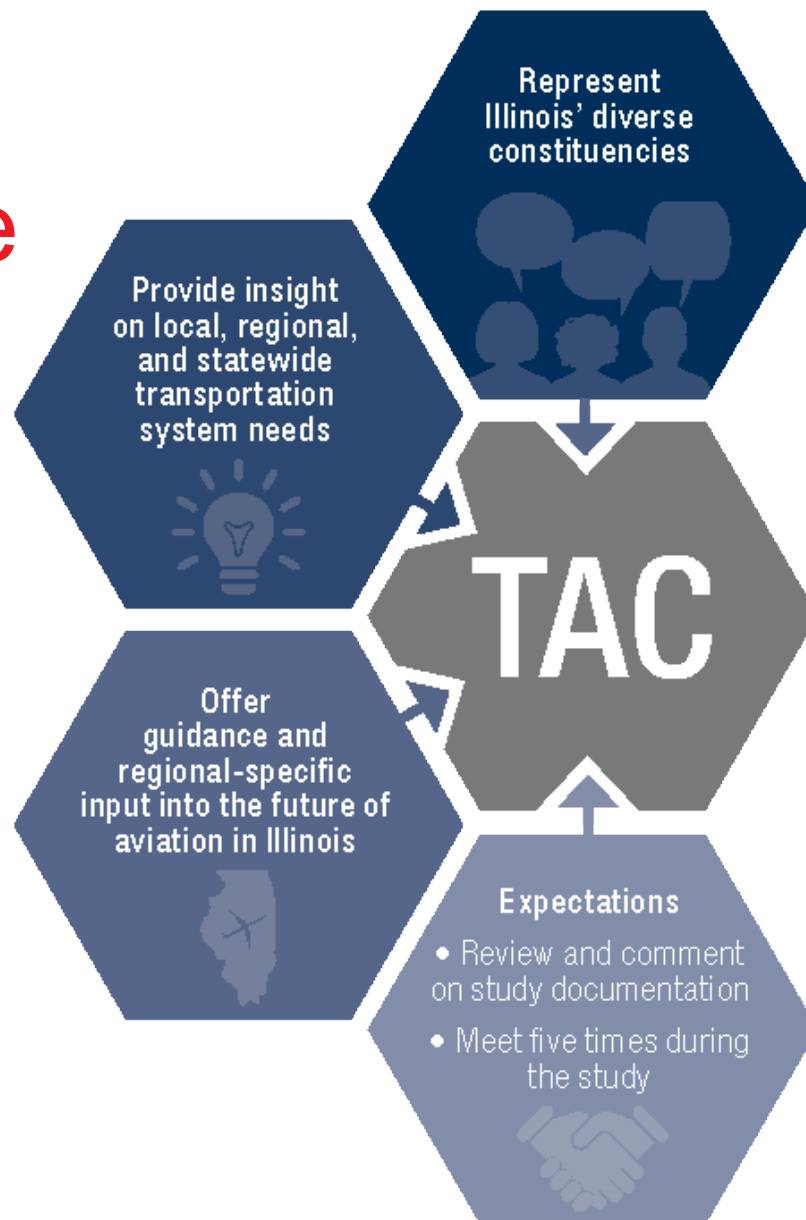 e
Represent
Illinois’ diverse
constituencies
Provide insight
on local, regional,
and statewide
transportation
system needs
TAC
Offer
guidance and
regional-specific
input into the future of
aviation in Illinois
Expectations
• Review and comment
on study documentation
• Meet five times during
the study